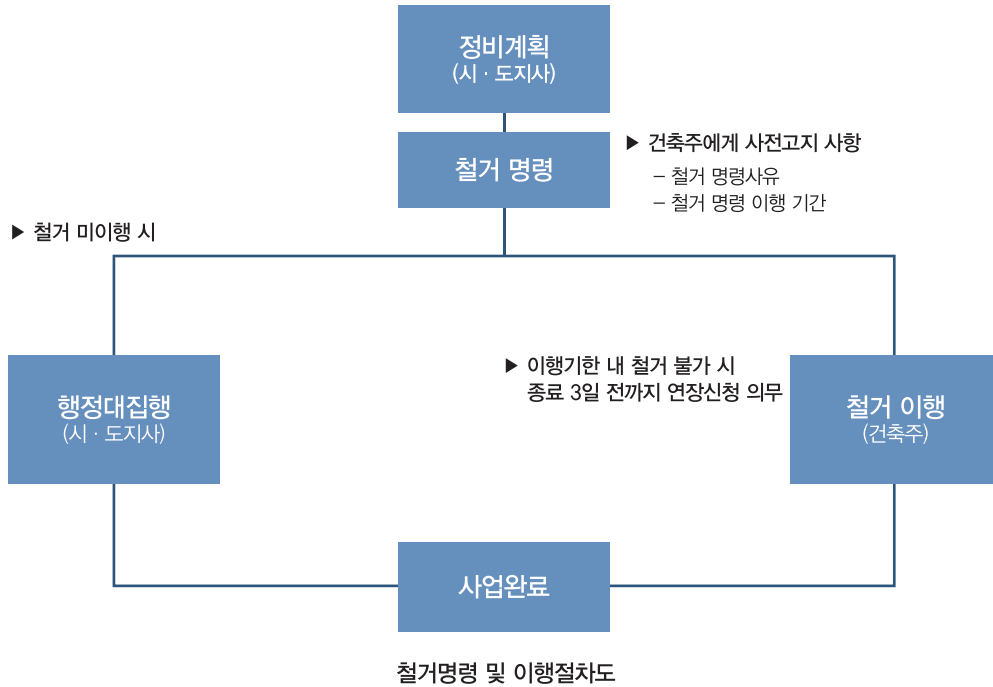 정비계획
(시 · 도지사)
철거 명령
▶ 건축주에게 사전고지 사항
– 철거 명령사유
– 철거 명령 이행 기간
▶ 철거 미이행 시
행정대집행
(시 · 도지사)
▶ 이행기한 내 철거 불가 시
종료 3일 전까지 연장신청 의무
철거 이행
(건축주)
사업완료
철거명령 및 이행절차도